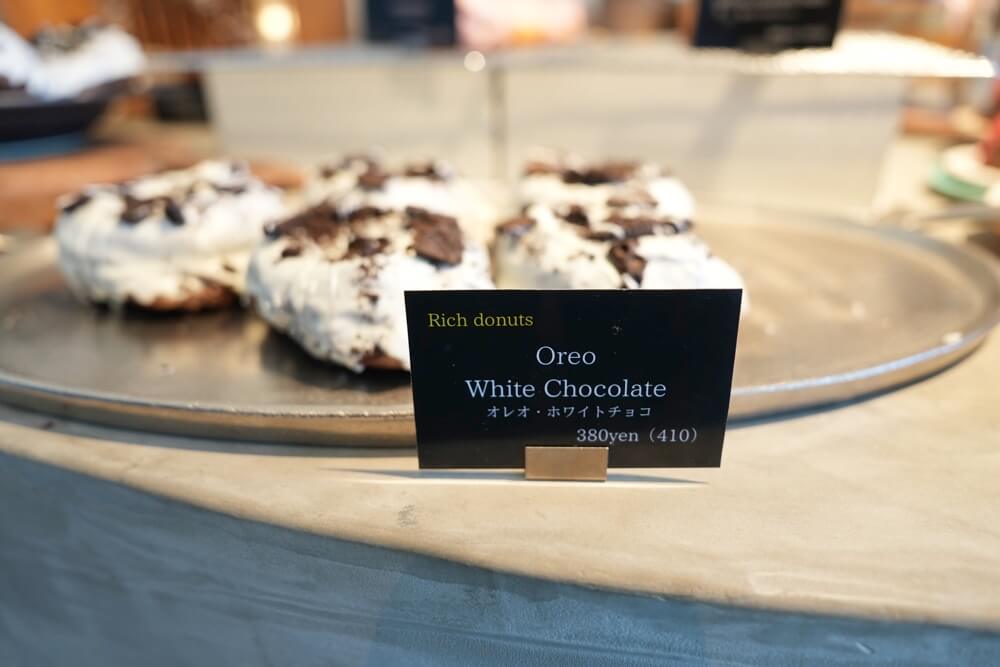 Rich donuts
Oreo
White Chocolate
オレオ・ホワイトチョコ
380yen（410）